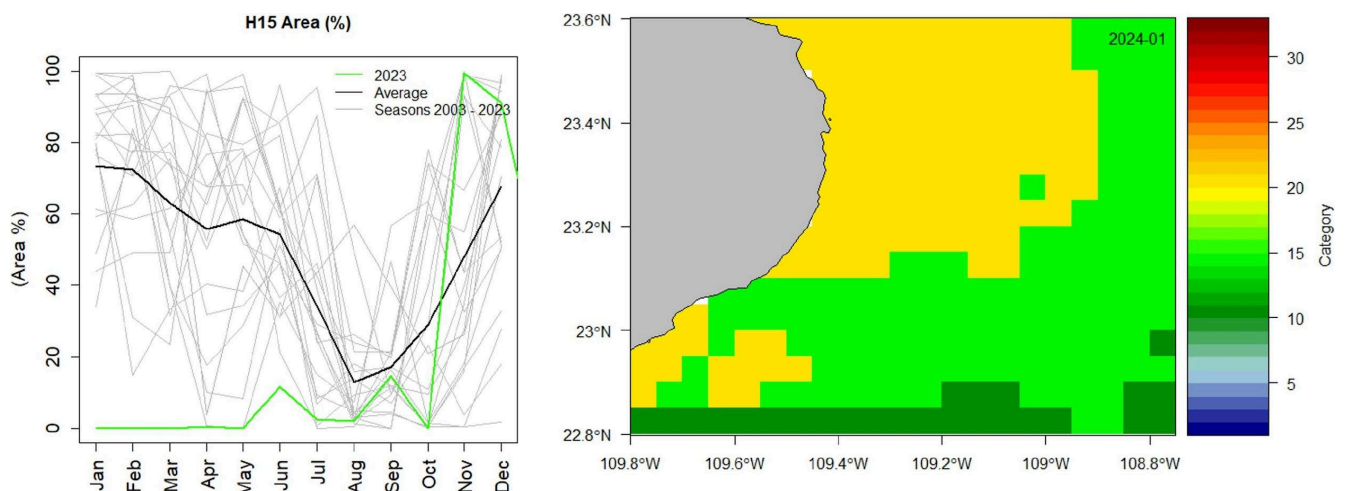 H15 Area (%)
(Area %)
100
80
60
40
20
0
2023
Average
Seasons 2003 - 2023
Jan
Feb
Mar
Apr
May
Jun
Jul
Aug
Sep
Oct
Nov
Dec
23.6°N
23.4°N
23.2°N
23°N
22.8°N
2024-01
109.8°W
109.6°W
109.4°W
109.2°W
109°W
108.8°W
30
25
20
15
10
5
Category